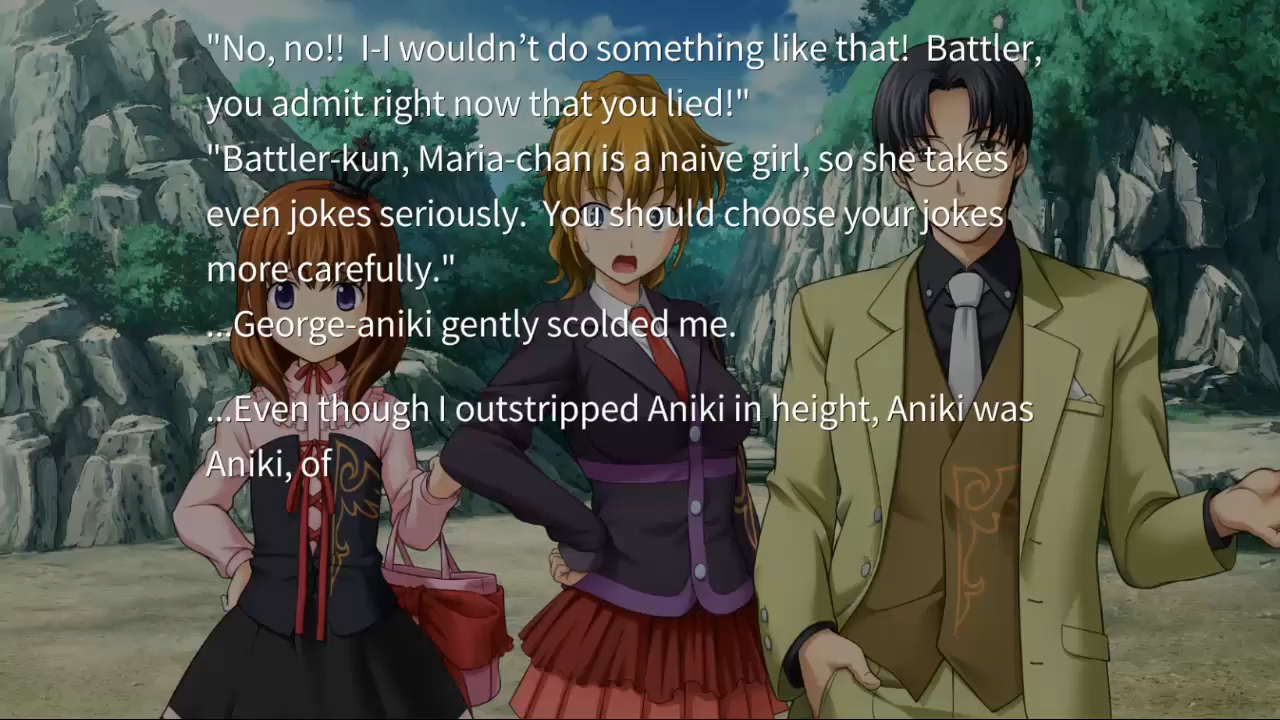 "No, no!!  I-I wouldn’t do something like that!  Battler,
you admit right now that you lied!"
"Battler-kun, Maria-chan is a naive girl, so she takes
even jokes seriously.  You should choose your jokes
more carefully."
...George-aniki gently scolded me.
...Even though I outstripped Aniki in height, Aniki was
Aniki, of